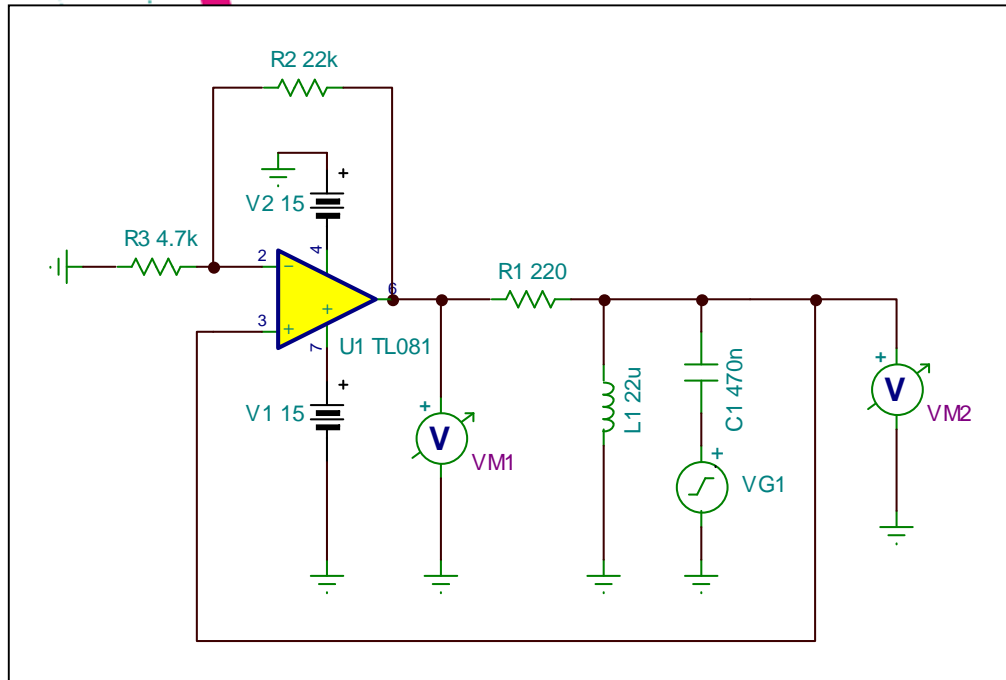 R2 22k
+
V2 15
R3 4.7k
4
2
−
6
R1 220
3
+
+
U1 TL081
7
+
V1 15
+
V
VM1
L1 22u
C1 470n
+
VG1
+
V
VM2